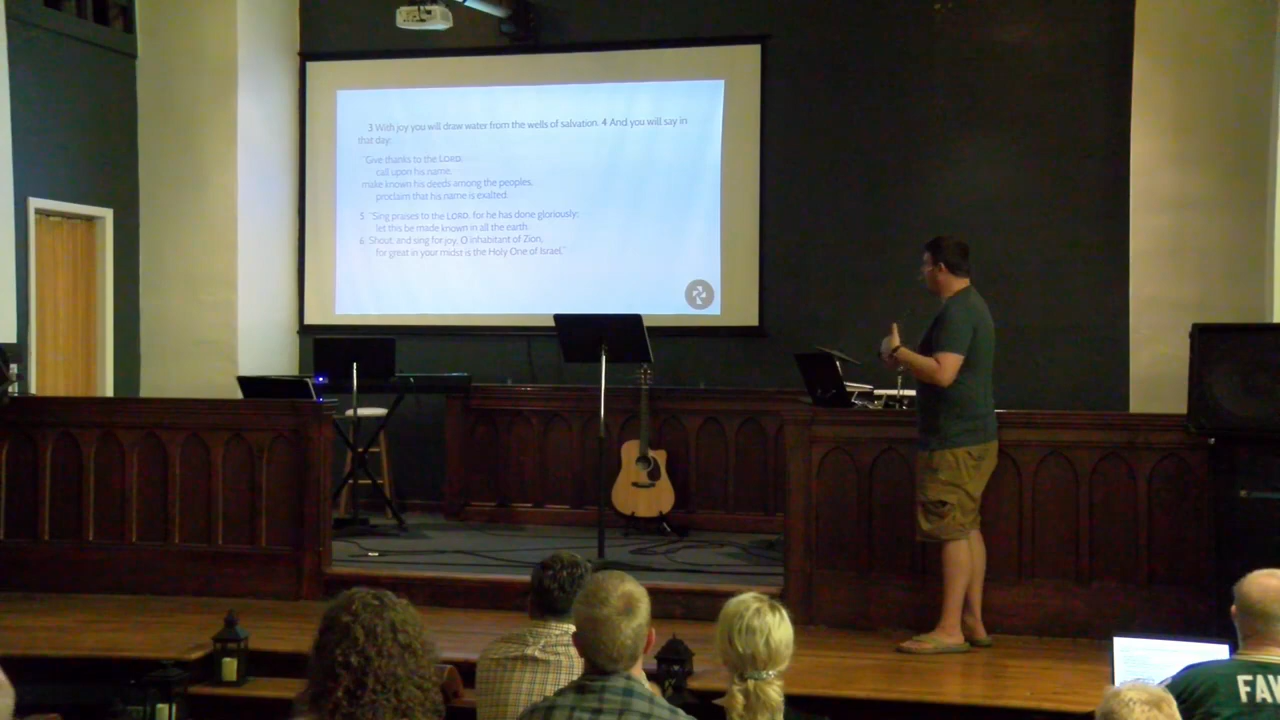 3 With joy you will draw water from the wells of salvation. 4 And you will say in
that day:
"Give thanks to the LORD,
call upon his name,
make known his deeds among the peoples,
proclaim that his name is exalted.
5 "Sing praises to the LORD, for he has done gloriously;
let this be made known in all the earth.
6 Shout, and sing for joy, O inhabitant of Zion,
for great in your midst is the Holy One of Israel."
FAV